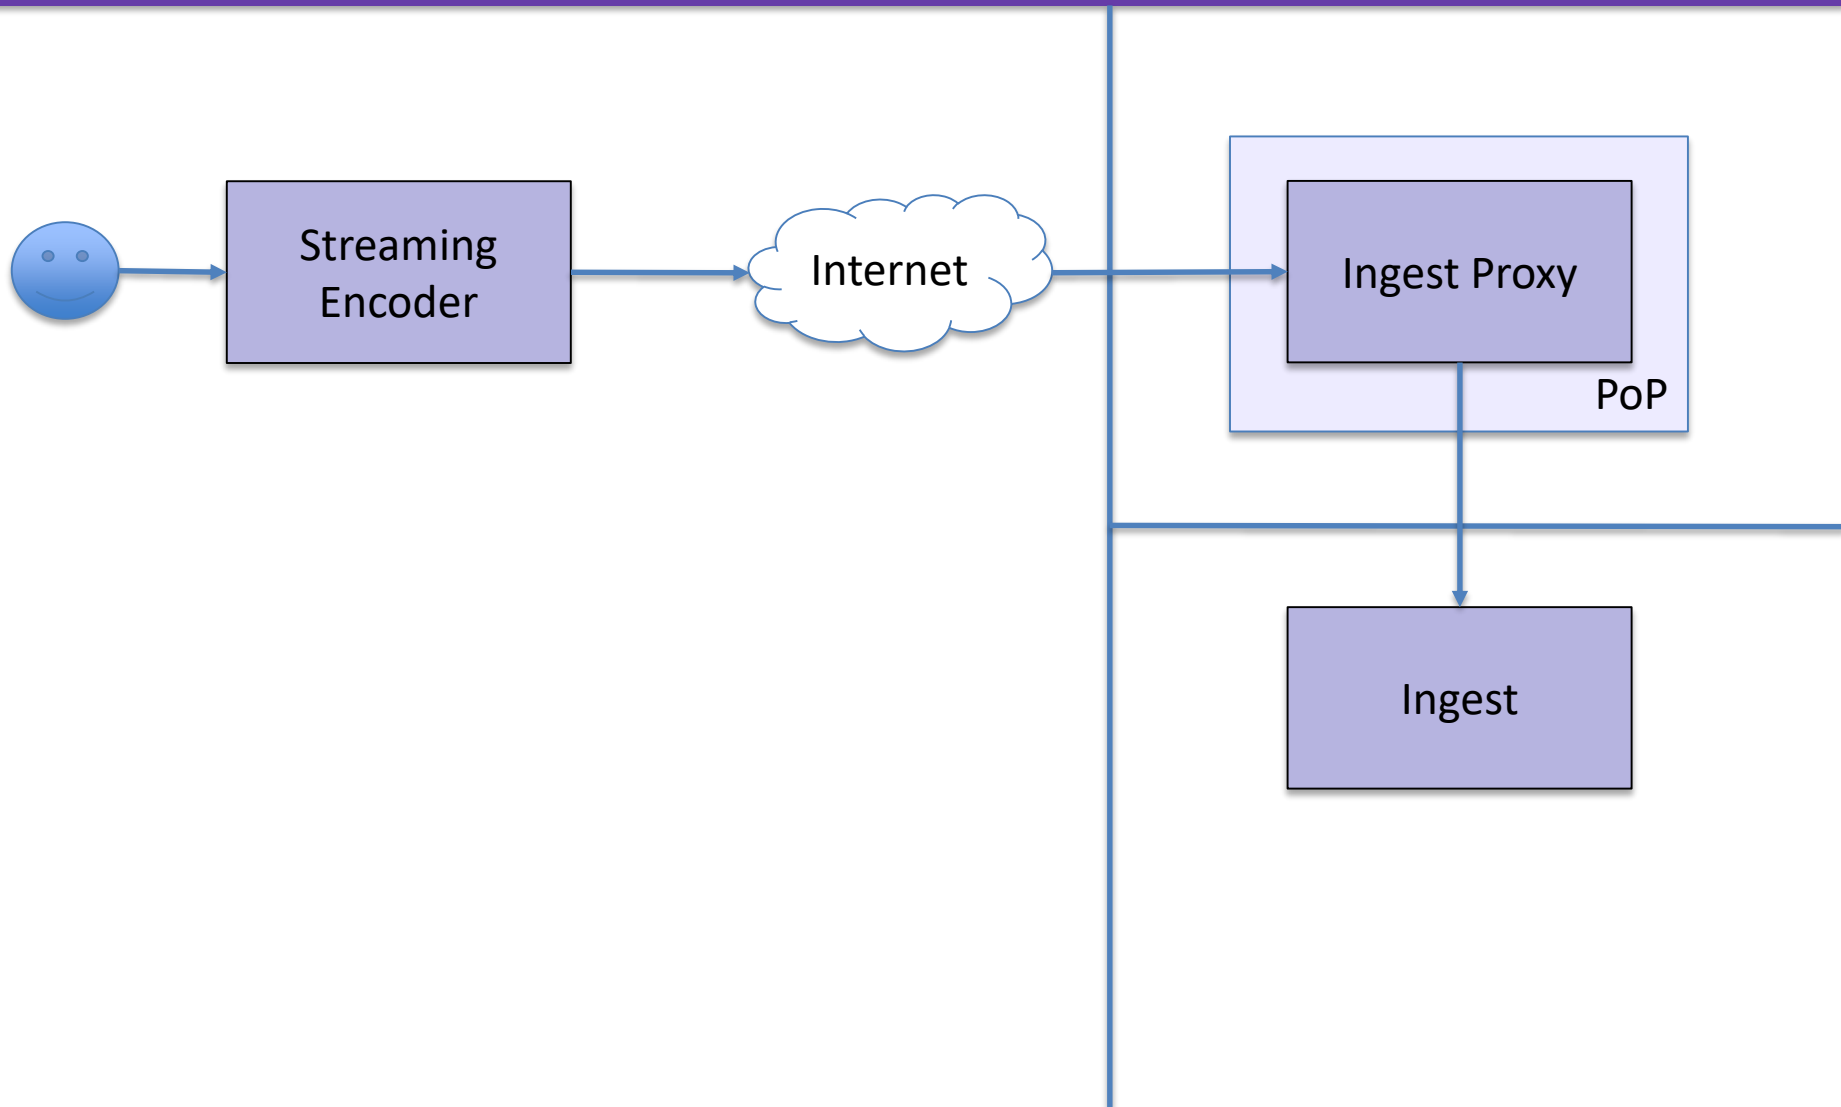 Streaming
Encoder
Internet
Ingest Proxy
PoP
Ingest